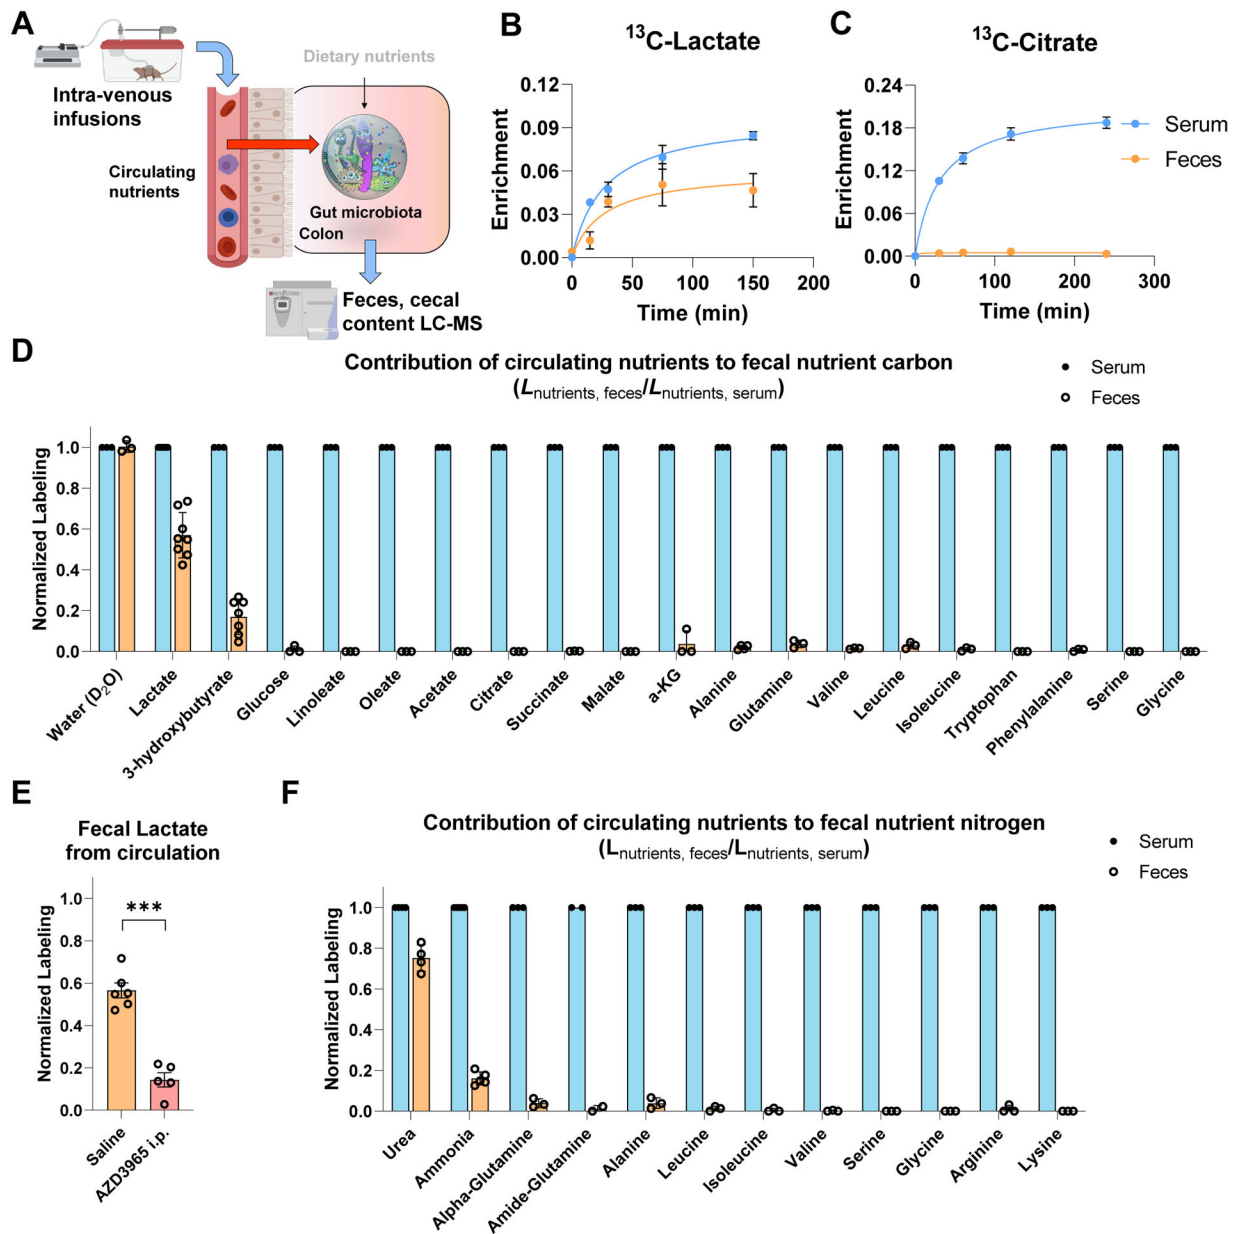 A
Intra-venous
infusions
Dietary nutrients
Circulating
nutrients
Gut microbiota
Colon
Feces, cecal
content LC-MS
B
¹³C-Lactate
Enrichment
0.12
0.09
0.06
0.03
0.00
0 50 100 150 200
Time (min)
C
¹³C-Citrate
Enrichment
0.24
0.18
0.12
0.06
0.00
0 100 200 300
Time (min)
Serum
Feces
D
Contribution of circulating nutrients to fecal nutrient carbon
(L nutrients, feces/L nutrients, serum)
Serum
Feces
Normalized Labeling
1.0
0.8
0.6
0.4
0.2
0.0
Water (D₂O)
Lactate
3-hydroxybutyrate
Glucose
Linoleate
Oleate
Acetate
Citrate
Succinate
Malate
a-KG
Alanine
Glutamine
Valine
Leucine
Isoleucine
Tryptophan
Phenylalanine
Serine
Glycine
E
Fecal Lactate
from circulation
Normalized Labeling
1.0
0.8
0.6
0.4
0.2
0.0
***
Saline
AZD3965 i.p.
F
Contribution of circulating nutrients to fecal nutrient nitrogen
(L nutrients, feces/L nutrients, serum)
Serum
Feces
Normalized Labeling
1.0
0.8
0.6
0.4
0.2
0.0
Urea
Ammonia
Alpha-Glutamine
Amide-Glutamine
Alanine
Leucine
Isoleucine
Valine
Serine
Glycine
Arginine
Lysine